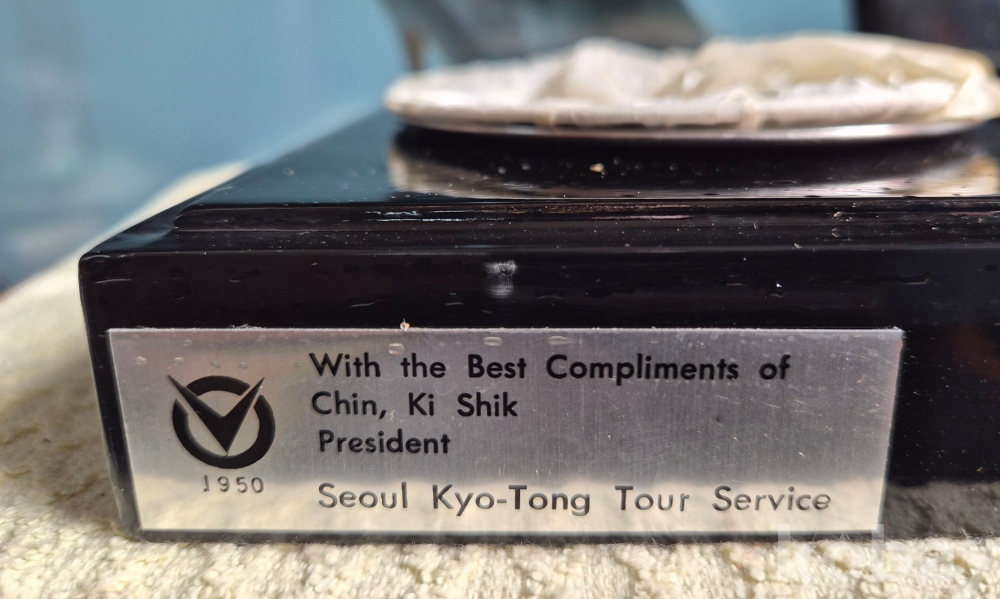 With the Best Compliments of
Chin, Ki Shik
President
1950
Seoul Kyo-Tong Tour Service